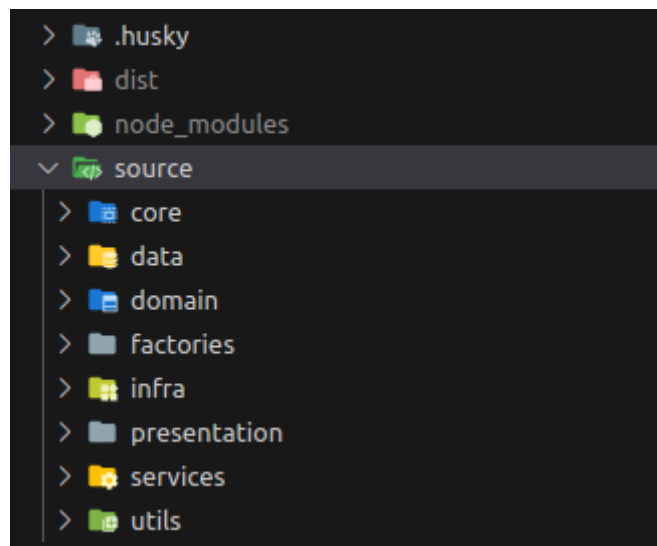 .husky
dist
node_modules
source
core
data
domain
factories
infra
presentation
services
utils